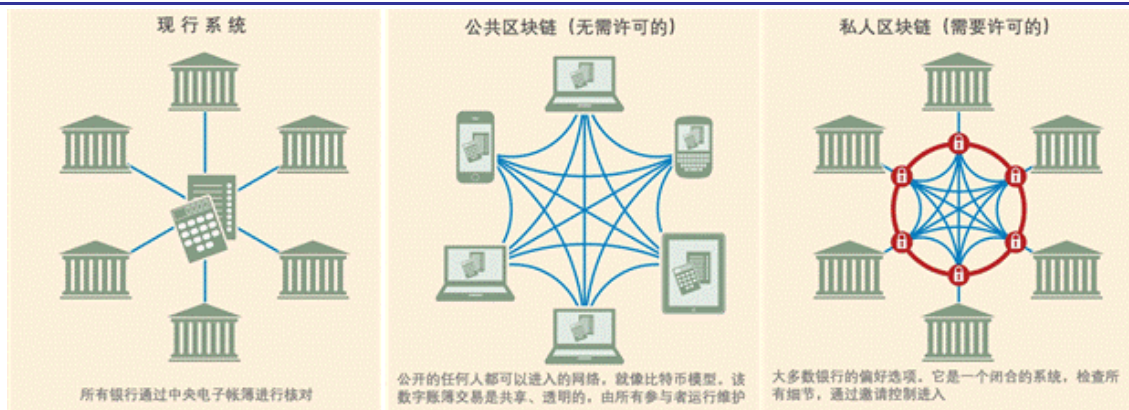 现行系统
公共区块链（无需许可的）
私人区块链（需要许可的）
所有银行通过中央电子帐簿进行核对
公开的任何人都可以进入的网络，就像比特币模型。该
数字账簿交易是共享、透明的，由所有参与者运行维护
大多数银行的偏好选项。它是一个闭合的系统，检查所
有细节，通过邀请控制进入